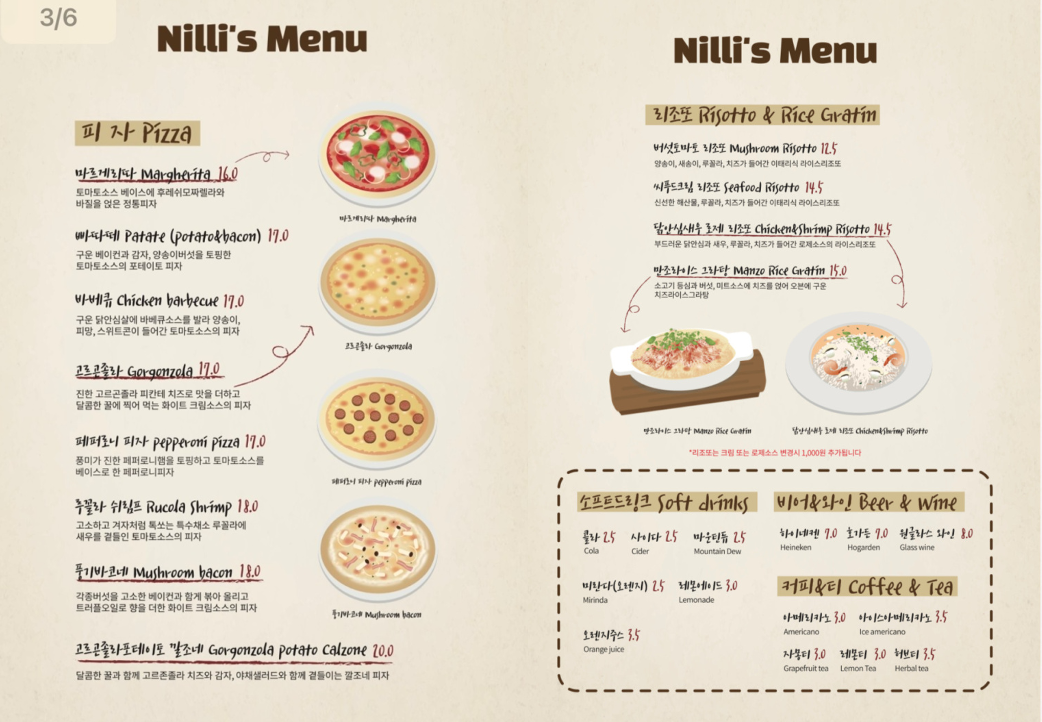 3/6
Nilli's Menu
피자 Pizza
마르게리따 Margherita 16.0
토마토소스 베이스에 후레쉬모짜렐라와
바질을 얹은 정통피자
빠따떼 Patate (potato&bacon) 17.0
구운 베이컨과 감자, 양송이버섯을 토핑한
토마토소스의 포테이토 피자
바베큐 Chicken barbecue 17.0
구운 닭안심살에 바베큐소스를 발라 양송이,
피망, 스위트콘이 들어간 토마토소스의 피자
고르곤졸라 Gorgonzola 17.0
진한 고르곤졸라 피칸테 치즈로 맛을 더하고
달콤한 꿀에 찍어 먹는 화이트 크림소스의 피자
페퍼로니 피자 pepperoni pizza 17.0
풍미가 진한 페퍼로니햄을 토핑하고 토마토소스를
베이스로 한 페퍼로니피자
루꼴라 쉬림프 Rucola Shrimp 18.0
고소하고 겨자처럼 톡쏘는 특수채소 루꼴라에
새우를 곁들인 토마토소스의 피자
풍기바코네 Mushroom bacon 18.0
각종버섯을 고소한 베이컨과 함께 볶아 올리고
트러플오일로 향을 더한 화이트 크림소스의 피자
고르곤졸라포테이토 깔조네 Gorgonzola potato Calzone 20.0
달콤한 꿀과 함께 고르존졸라 치즈와 감자, 야채샐러드와 함께 곁들이는 깔조네 피자
마르게리따 Margherita
고르곤졸라 Gorgonzola
페퍼로니 피자 pepperoni pizza
풍기바코네 Mushroom bacon
Nilli's Menu
리조또 Risotto & Rice Gratin
버섯토마토 리조또 Mushroom Risotto 12.5
양송이, 새송이, 루꼴라, 치즈가 들어간 이태리식 라이스리조또
씨푸드크림 리조또 Seafood Risotto 14.5
신선한 해산물, 루꼴라, 치즈가 들어간 이태리식 라이스리조또
닭안심새우 로제 리조또 Chicken&Shrimp Risotto 14.5
부드러운 닭안심과 새우, 루꼴라, 치즈가 들어간 로제소스의 라이스리조또
만조라이스 그라탕 Manzo Rice Gratin 15.0
소고기 등심과 버섯, 미트소스에 치즈를 얹어 오븐에 구운
치즈라이스그라탕
만조라이스 그라탕 Manzo Rice Gratin
닭안심새우 로제 리조또 Chicken&Shrimp Risotto
*리조또는 크림 또는 로제소스 변경시 1,000원 추가됩니다
소프트드링크 Soft drinks
콜라 2.5 사이다 2.5 마운틴듀 2.5
Cola Cider Mountain Dew
미란다(오렌지) 2.5 레몬에이드 3.0
Mirinda Lemonade
오렌지쥬스 3.5
Orange juice
비어&와인 Beer & Wine
하이네켄 7.0 호가든 7.0 윈글라스 와인 8.0
Heineken Hogarden Glass wine
커피&티 Coffee & Tea
아메리카노 3.0 아이스아메리카노 3.5
Americano Ice americano
자몽티 3.0 레몬티 3.0 허브티 3.5
Grapefruit tea Lemon Tea Herbal tea